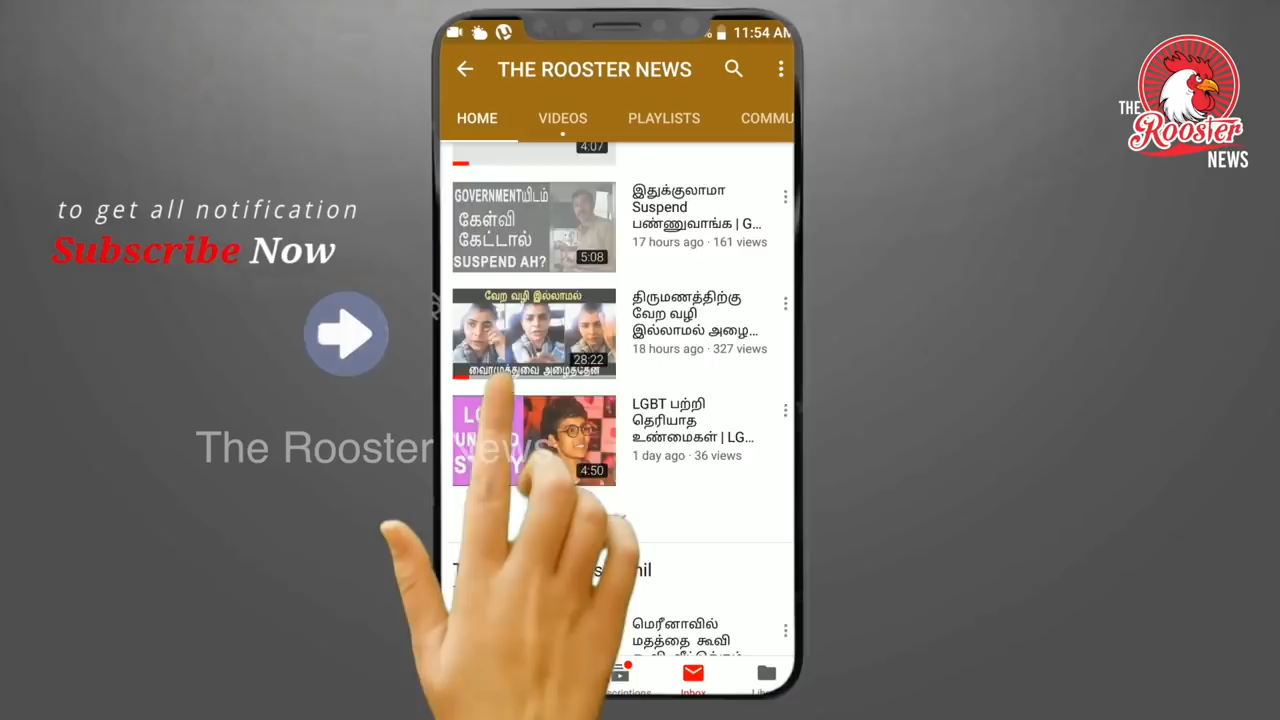 11:54 AM
THE ROOSTER NEWS
HOME VIDEOS PLAYLISTS COMMU
4:07
GOVERNMENTயிடம்
கேள்வி
கேட்டால்
SUSPEND AH?
5:08
இதுக்குலாமா
Suspend
பண்ணுவாங்க | G...
17 hours ago · 161 views
வேற வழி இல்லாமல்
28:22
வைரமுத்துவை அழைத்தேன்
திருமணத்திற்கு
வேற வழி
இல்லாமல் அழை...
18 hours ago · 327 views
4:50
LGBT பற்றி
தெரியாத
உண்மைகள் | LG...
1 day ago · 36 views
மெரீனாவில்
மதத்தை கூவி
Inbox
to get all notification
Subscribe Now
The Rooster News
THE
Rooster
NEWS